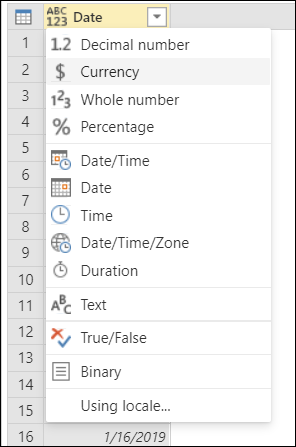 ABC
123 Date
1
2
3
4
5
6
7
8
9
10
11
12
13
14
15
16
1.2 Decimal number
$ Currency
123 Whole number
% Percentage
Date/Time
Date
Time
Date/Time/Zone
Duration
ABC Text
True/False
Binary
Using locale...
1/16/2019